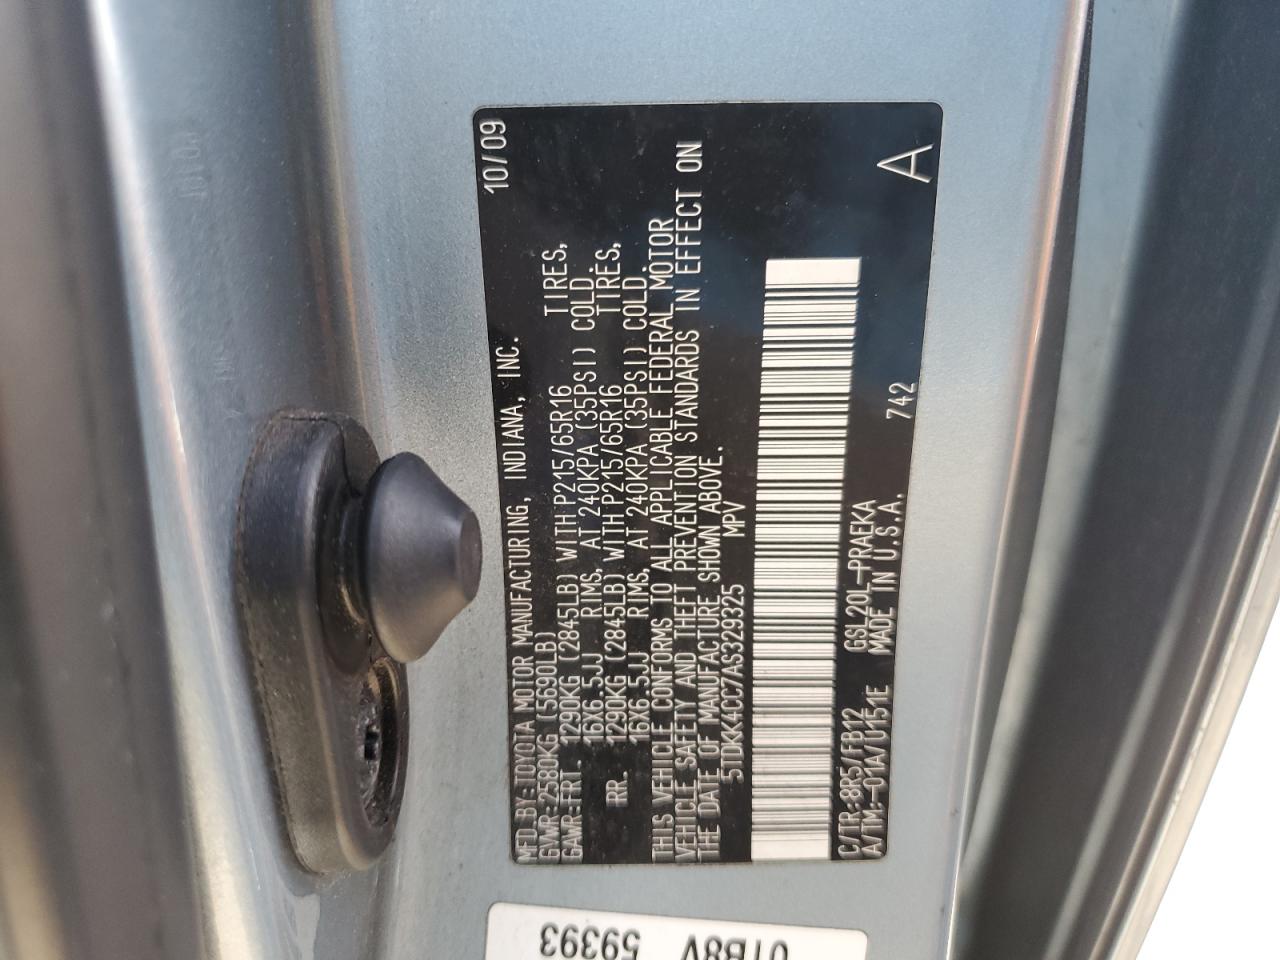 MFD.BY:TOYOTA MOTOR MANUFACTURING, INDIANA, INC. 10/09
GVWR:2580KG (5690LB)
GAWR:FRT. 1290KG (2845LB) WITH P215/65R16 TIRES,
16X6.5JJ RIMS, AT 240KPA (35PSI) COLD.
RR. 1290KG (2845LB) WITH P215/65R16 TIRES,
16X6.5JJ RIMS, AT 240KPA (35PSI) COLD.
THIS VEHICLE CONFORMS TO ALL APPLICABLE FEDERAL MOTOR
VEHICLE SAFETY AND THEFT PREVENTION STANDARDS IN EFFECT ON
THE DATE OF MANUFACTURE SHOWN ABOVE.
5TDKK4CC7AS329325 MPV
C/TR:8R5/FB12 GSL20L-PRAEKA
A/TM:-01A/U151E MADE IN U.S.A. 742 A
01B8V
59393